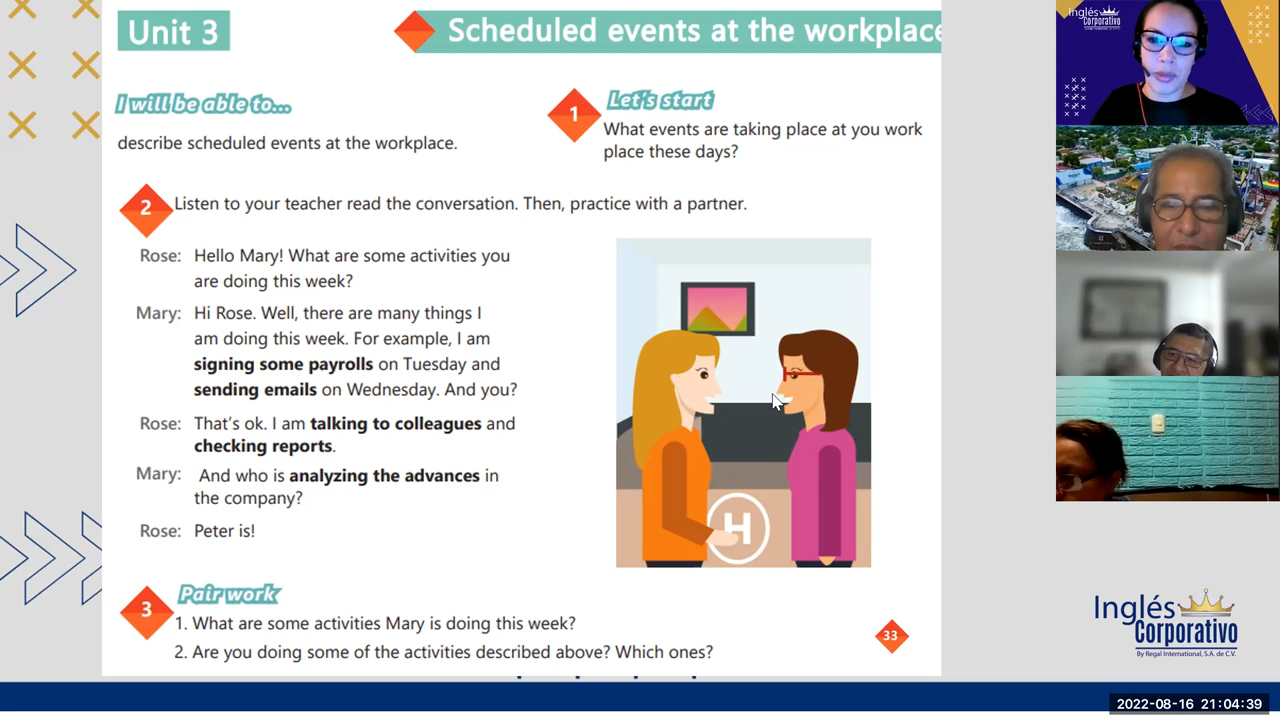 Unit 3
Scheduled events at the workplace
I will be able to...
describe scheduled events at the workplace.
1
Let's start
What events are taking place at you work
place these days?
2
Listen to your teacher read the conversation. Then, practice with a partner.
Rose: Hello Mary! What are some activities you
are doing this week?
Mary: Hi Rose. Well, there are many things I
am doing this week. For example, I am
signing some payrolls on Tuesday and
sending emails on Wednesday. And you?
Rose: That's ok. I am talking to colleagues and
checking reports.
Mary: And who is analyzing the advances in
the company?
Rose: Peter is!
H
3
Pair work
1. What are some activities Mary is doing this week?
2. Are you doing some of the activities described above? Which ones?
33
Inglés
Corporativo
Inglés
Corporativo
By Regal International, S.A. de C.V.
2022-08-16 21:04:39